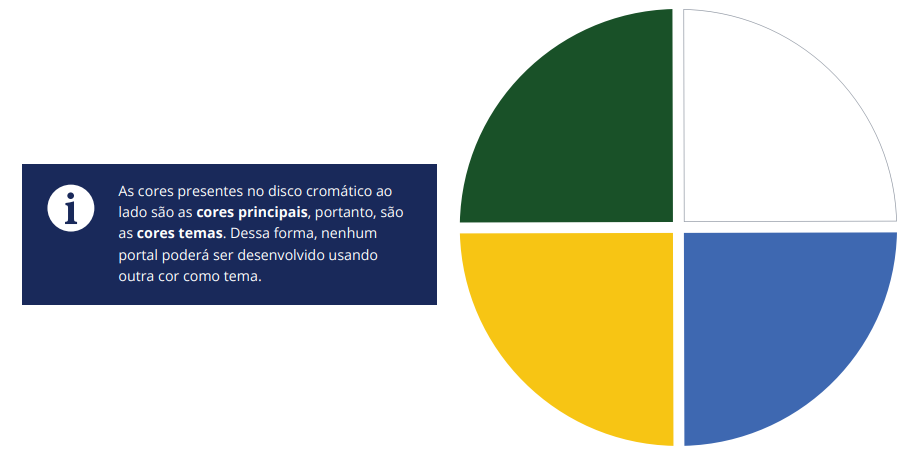 As cores presentes no disco cromático ao
lado são as cores principais, portanto, são
as cores temas. Dessa forma, nenhum
portal poderá ser desenvolvido usando
outra cor como tema.